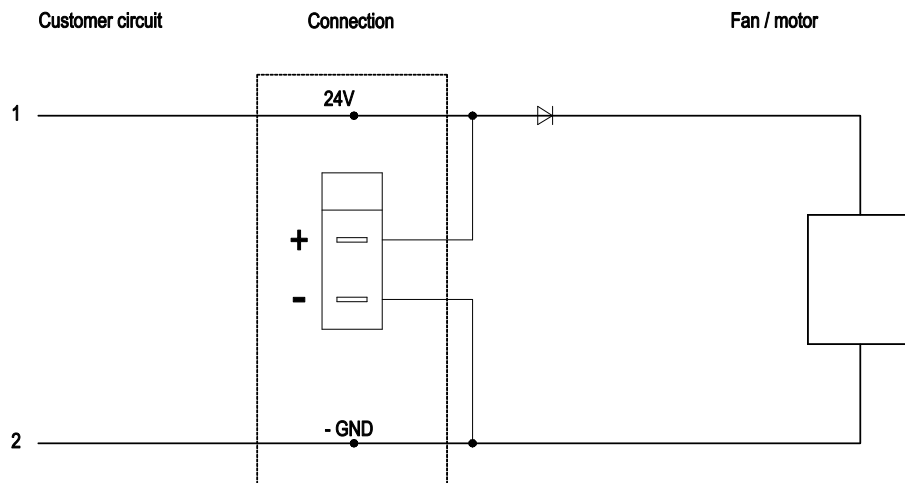 Customer circuit
Connection
Fan / motor
1
24V
+
-
2
- GND